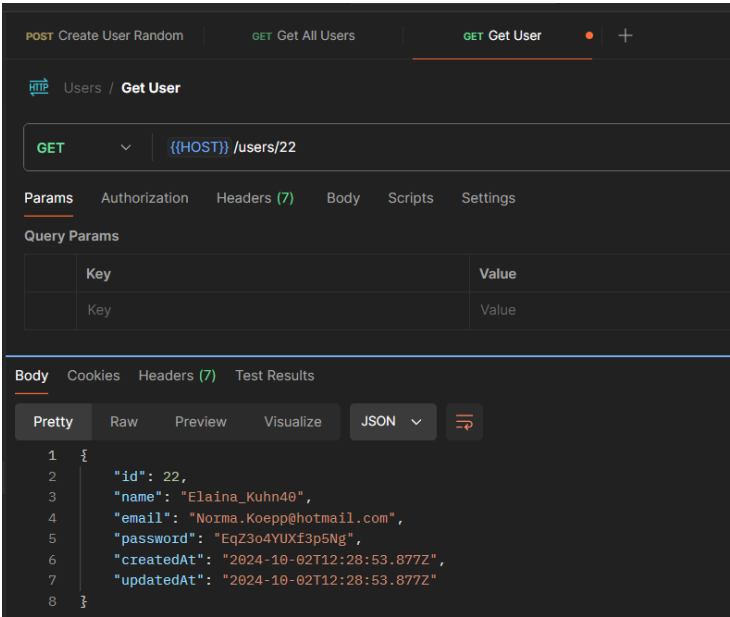 POST Create User Random GET Get All Users GET Get User
HTTP Users / Get User
GET {{HOST}} /users/22
Params Authorization Headers (7) Body Scripts Settings
Query Params
Key Value
Key Value
Body Cookies Headers (7) Test Results
Pretty Raw Preview Visualize JSON
1 {
2 "id": 22,
3 "name": "Elaina_Kuhn40",
4 "email": "Norma.Koepp@hotmail.com",
5 "password": "EqZ3o4YUXf3p5Ng",
6 "createdAt": "2024-10-02T12:28:53.877Z",
7 "updatedAt": "2024-10-02T12:28:53.877Z"
8 }